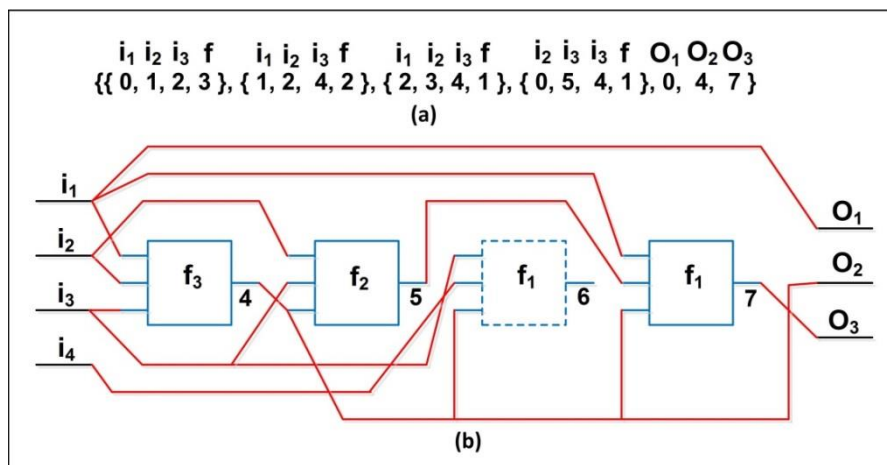 i₁ i₂ i₃ f i₁ i₂ i₃ f i₁ i₂ i₃ f i₂ i₃ i₃ f O₁ O₂ O₃
{{ 0, 1, 2, 3 }, { 1, 2, 4, 2 }, { 2, 3, 4, 1 }, { 0, 5, 4, 1 }, 0, 4, 7 }
(a)
i₁
O₁
i₂
f₃
f₂
f₁
f₁
O₂
i₃
4
5
6
7
O₃
i₄
(b)